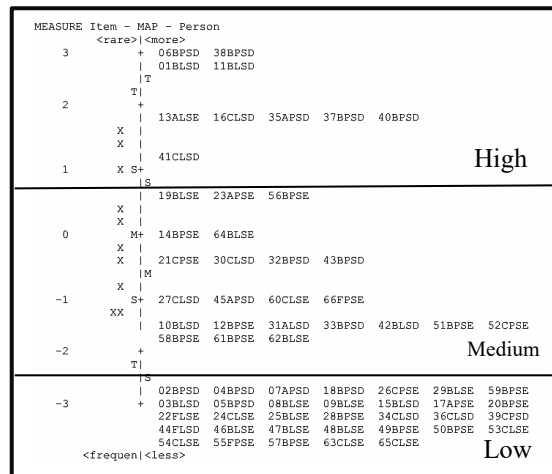 MEASURE Item - MAP - Person
<rare>|<more>
3 + 06BPSD 38BPSD
| 01BLSD 11BLSD
|T
T|
2 +
| 13ALSE 16CLSD 35APSD 37BPSD 40BPSD
X |
X |
| 41CLSD
1 X S+ High
|S
| 19BLSE 23APSE 56BPSE
X |
X |
0 M+ 14BPSE 64BLSE
X |
X | 21CPSE 30CLSD 32BPSD 43BPSD
|M
X |
-1 S+ 27CLSD 45APSD 60CLSE 66FPSE
XX |
| 10BLSD 12BPSE 31ALSD 33BPSD 42BLSD 51BPSE 52CPSE
58BPSE 61BPSE 62BLSE
-2 + Medium
T|
|S
| 02BPSD 04BPSD 07APSD 18BPSD 26CPSE 29BLSE 59BPSE
-3 + 03BLSD 05BPSD 08BLSE 09BLSE 15BLSD 17APSE 20BPSE
22FLSE 24CLSE 25BLSE 28BPSE 34CLSD 36CLSD 39CPSD
44FLSD 46BLSE 47BLSE 48BLSE 49BPSE 50BPSE 53CLSE
54CLSE 55FPSE 57BPSE 63CLSE 65CLSE Low
<frequen|<less>